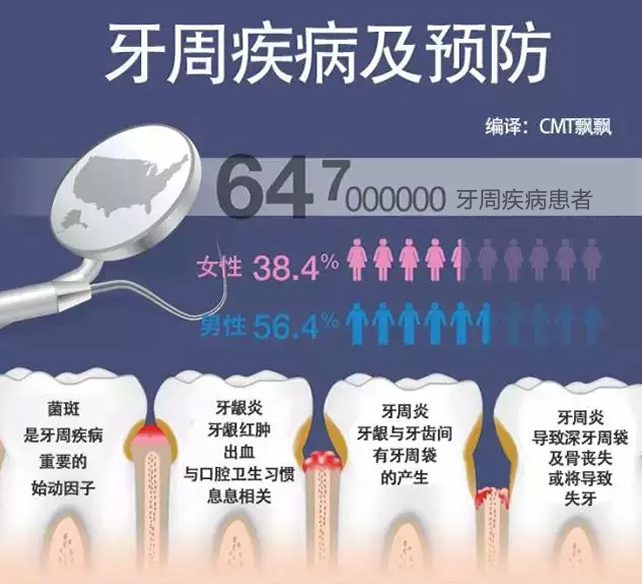 牙周疾病及预防
编译：CMT飘飘
647000000 牙周疾病患者
女性 38.4%
男性 56.4%
菌斑
是牙周疾病
重要的
始动因子
牙龈炎
牙龈红肿
出血
与口腔卫生习惯
息息相关
牙周炎
牙龈与牙齿间
有牙周袋
的产生
牙周炎
导致深牙周袋
及骨丧失
或将导致
失牙